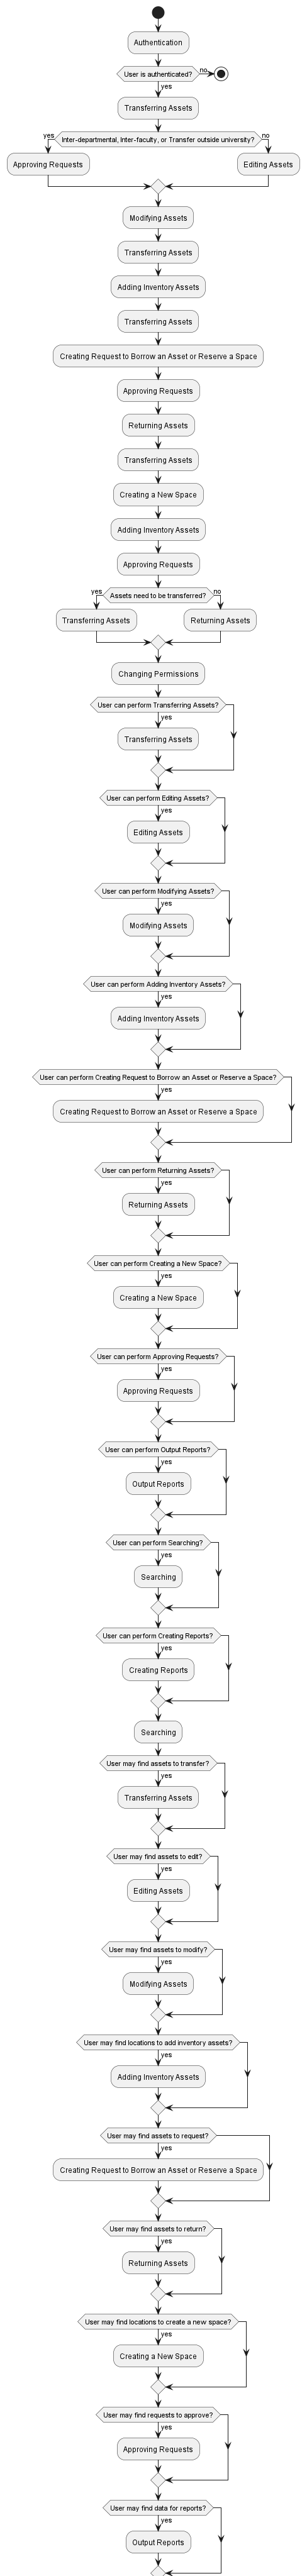 Authentication
User is authenticated?
no
yes
Transferring Assets
yes
Inter-departmental, Inter-faculty, or Transfer outside university?
no
Approving Requests
Editing Assets
Modifying Assets
Transferring Assets
Adding Inventory Assets
Transferring Assets
Creating Request to Borrow an Asset or Reserve a Space
Approving Requests
Returning Assets
Transferring Assets
Creating a New Space
Adding Inventory Assets
Approving Requests
yes
Assets need to be transferred?
no
Transferring Assets
Returning Assets
Changing Permissions
User can perform Transferring Assets?
yes
Transferring Assets
User can perform Editing Assets?
yes
Editing Assets
User can perform Modifying Assets?
yes
Modifying Assets
User can perform Adding Inventory Assets?
yes
Adding Inventory Assets
User can perform Creating Request to Borrow an Asset or Reserve a Space?
yes
Creating Request to Borrow an Asset or Reserve a Space
User can perform Returning Assets?
yes
Returning Assets
User can perform Creating a New Space?
yes
Creating a New Space
User can perform Approving Requests?
yes
Approving Requests
User can perform Output Reports?
yes
Output Reports
User can perform Searching?
yes
Searching
User can perform Creating Reports?
yes
Creating Reports
Searching
User may find assets to transfer?
yes
Transferring Assets
User may find assets to edit?
yes
Editing Assets
User may find assets to modify?
yes
Modifying Assets
User may find locations to add inventory assets?
yes
Adding Inventory Assets
User may find assets to request?
yes
Creating Request to Borrow an Asset or Reserve a Space
User may find assets to return?
yes
Returning Assets
User may find locations to create a new space?
yes
Creating a New Space
User may find requests to approve?
yes
Approving Requests
User may find data for reports?
yes
Output Reports